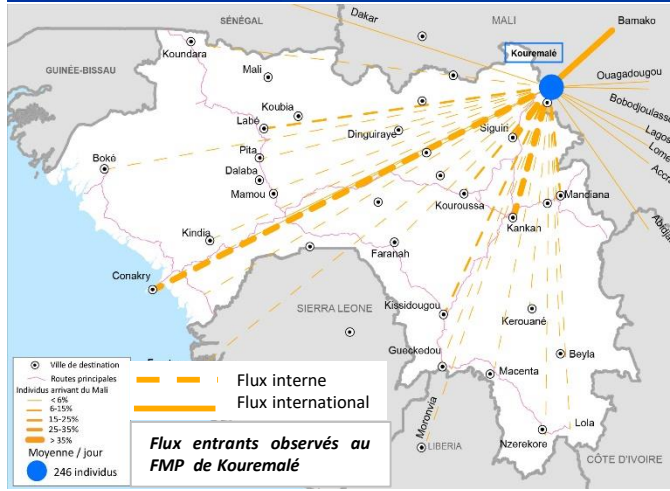 SÉNÉGAL
MALI
Dakar
Bamako
Koundara
Kouremalé
GUINÉE-BISSAU
Mali
Ouagadougou
Koubia
Bobodjoulasso
Labé
Dinguiraye
Siguiri
Lagos
Lome
Pita
Accra
Boké
Dalaba
Mamou
Kouroussa
Mandiana
Abidjan
Kankan
Kindia
Faranah
Conakry
SIERRA LEONE
Kissidougou
Kerouané
Gueckedou
Beyla
Macenta
Moronvia
Lola
LIBERIA
Nzerekore
CÔTE D'IVOIRE
Ville de destination
Routes principales
Individus arrivant du Mali
< 6%
6-15%
15-25%
25-35%
> 35%
Moyenne / jour
246 individus
Flux interne
Flux international
Flux entrants observés au
FMP de Kouremalé